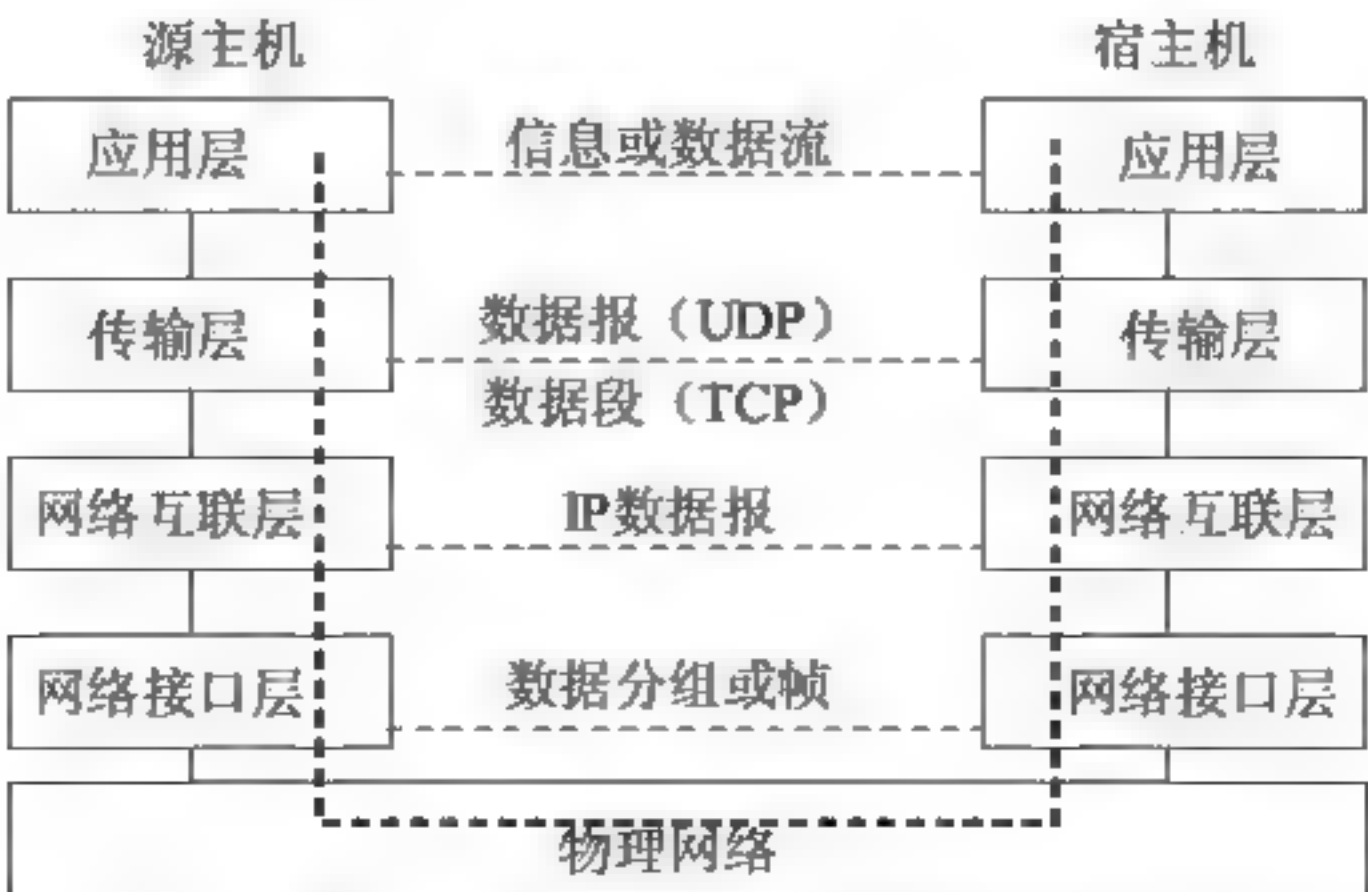 源主机
宿主机
应用层
信息或数据流
应用层
传输层
数据报（UDP）
数据段（TCP）
传输层
网络互联层
IP数据报
网络互联层
网络接口层
数据分组或帧
网络接口层
物理网络